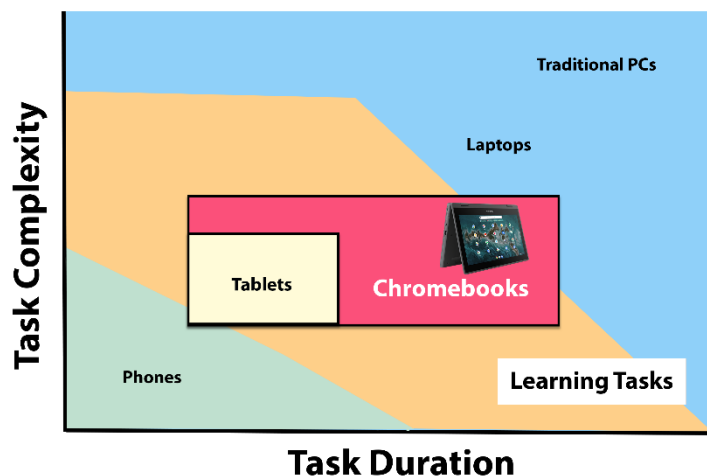 Traditional PCs
Laptops
Task Complexity
Tablets
Chromebooks
Phones
Learning Tasks
Task Duration